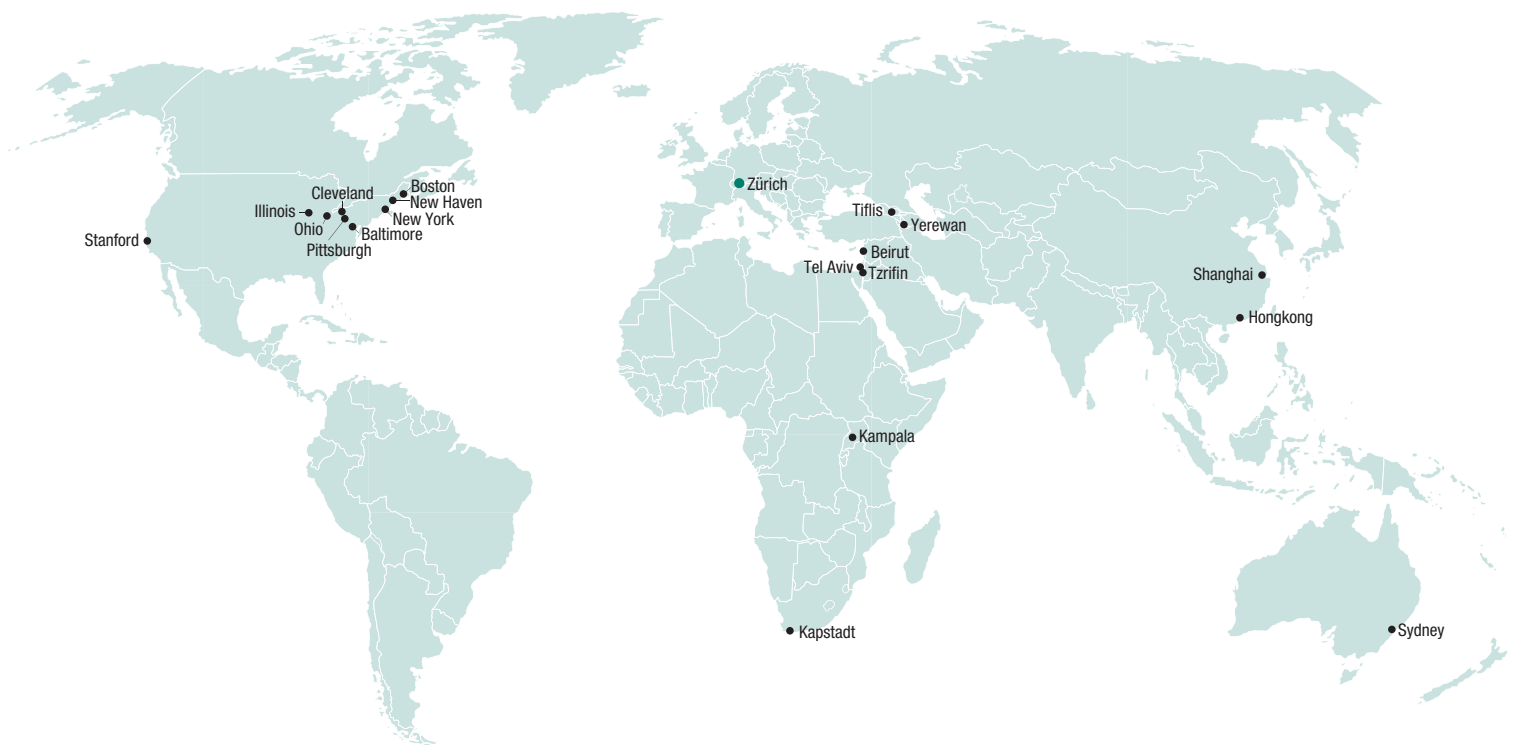 Boston
Cleveland
New Haven
Illinois
New York
Ohio
Baltimore
Pittsburgh
Stanford
Zürich
Tiflis
Yerewan
Beirut
Tel Aviv
Tzrifin
Shanghai
Hongkong
Kampala
Kapstadt
Sydney